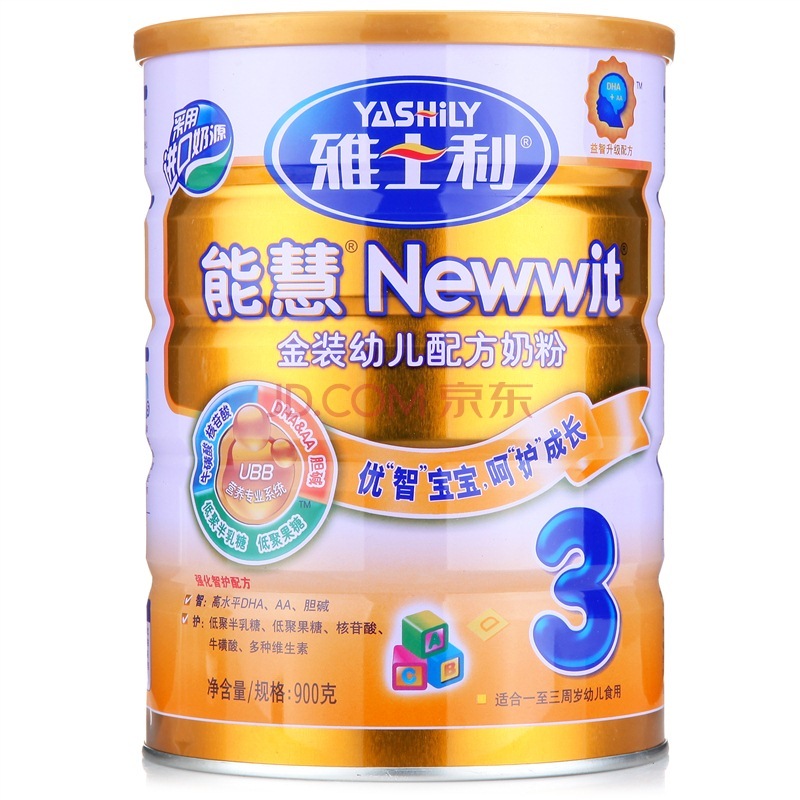 YASHiLY
雅士利®
采用
进口奶源
DHA
+ AA
TM
益智升级配方
能慧® Newwit®
金装幼儿配方奶粉
JD.COM 京东
牛磺酸 核苷酸 DHA&AA 胆碱
UBB
营养专业系统
TM
低聚半乳糖 低聚果糖
优“智”宝宝,呵“护”成长
3
强化智护配方
智:高水平DHA、AA、胆碱
护:低聚半乳糖、低聚果糖、核苷酸、
牛磺酸、多种维生素
A
C B
D
净含量/规格:900克
适合一至三周岁幼儿食用